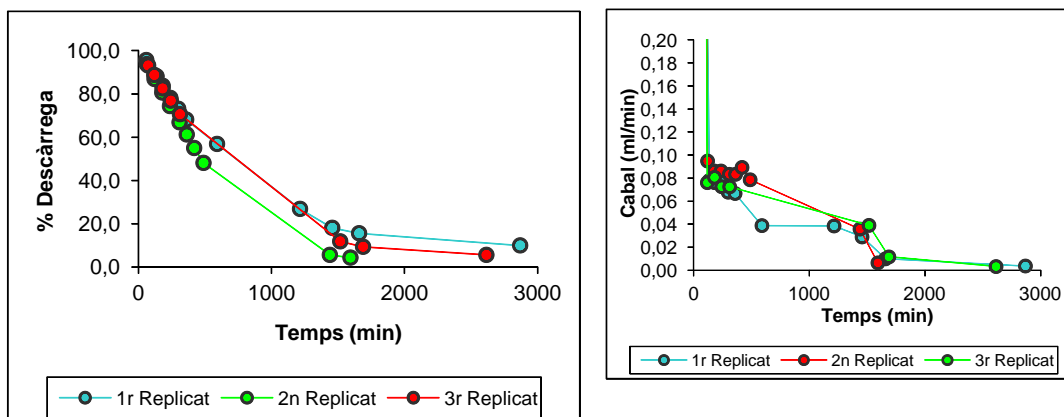 % Descàrrega
100,0
80,0
60,0
40,0
20,0
0,0
0 1000 2000 3000
Temps (min)
1r Replicat 2n Replicat 3r Replicat
Cabal (ml/min)
0,20
0,18
0,16
0,14
0,12
0,10
0,08
0,06
0,04
0,02
0,00
0 1000 2000 3000
Temps (min)
1r Replicat 2n Replicat 3r Replicat